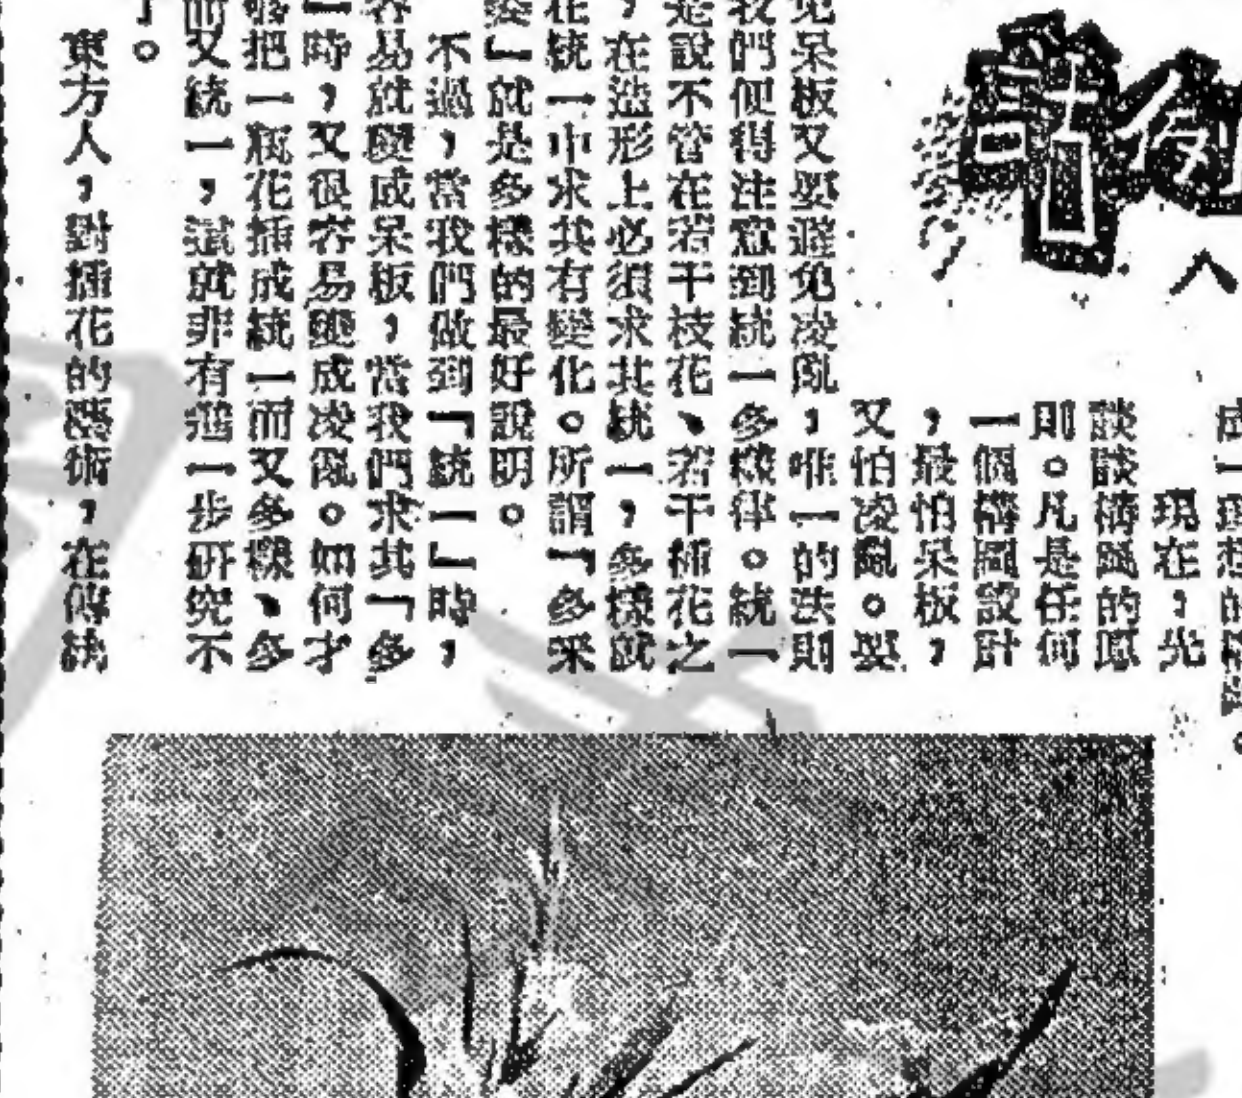 計
現在，光
談談構圖的原
則。凡是任何
一個構圖設計
，最怕呆板，
又怕凌亂。要
免呆板又要避免凌亂，唯一的法則
我們便得注意到統一多樣律。統一
是說不管在若干枝花、若干種花之
，在造形上必須求其統一，多樣就
在統一中求其有變化。所謂「多采
」就是多樣的最好說明。
不過，當我們做到「統一」時，
容易就變成呆板，當我們求其「多
」時，又很容易變成凌亂。如何才
把一瓶花插成統一而又多樣、多
而又統一，這就非有進一步研究不
了。
東方人，對插花的藝術，在傳統